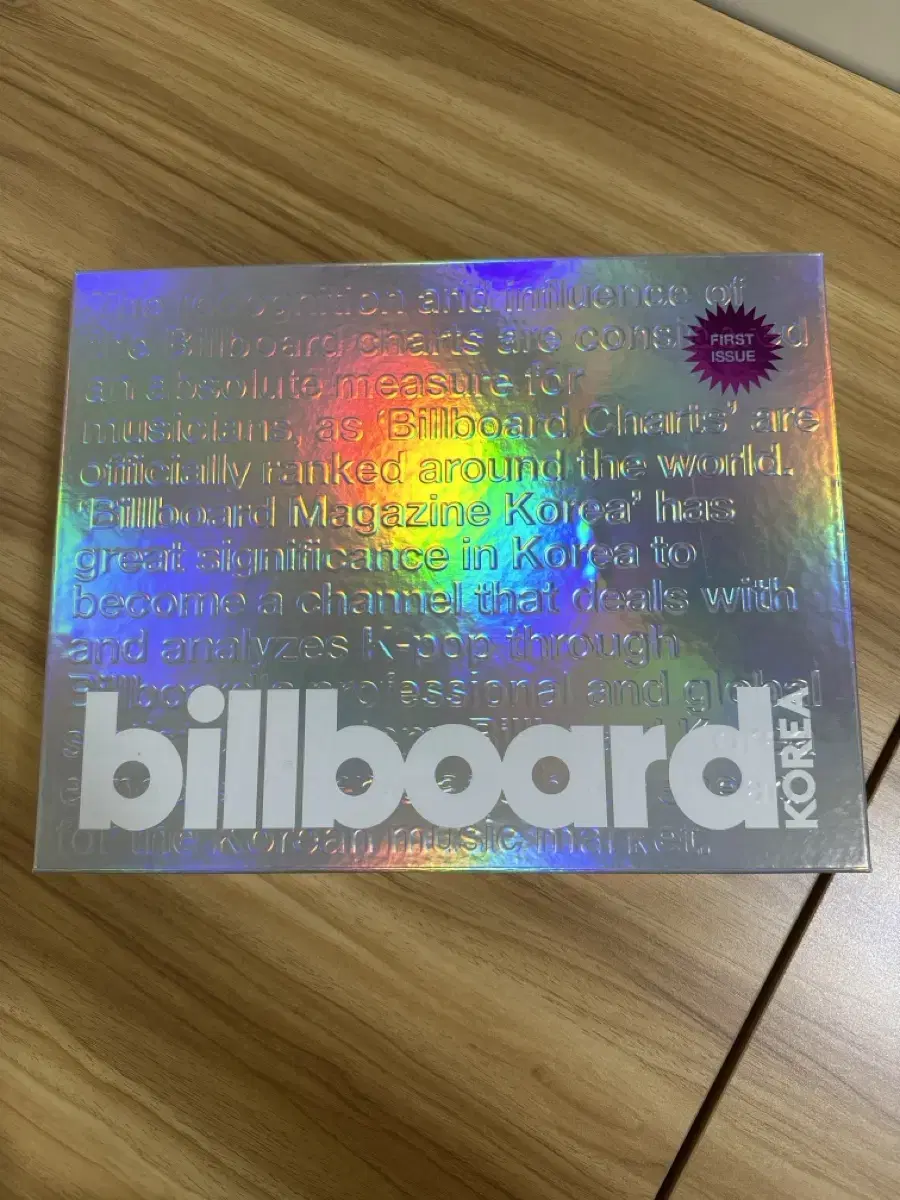 The recognition and influence of
the Billboard charts are considered
an absolute measure for
musicians, as 'Billboard Charts' are
officially ranked around the world.
'Billboard Magazine Korea' has
great significance in Korea to
become a channel that deals with
and analyzes K-pop through
Billboard's professional and global
for the Korean music market.
FIRST
ISSUE
billboard
KOREA